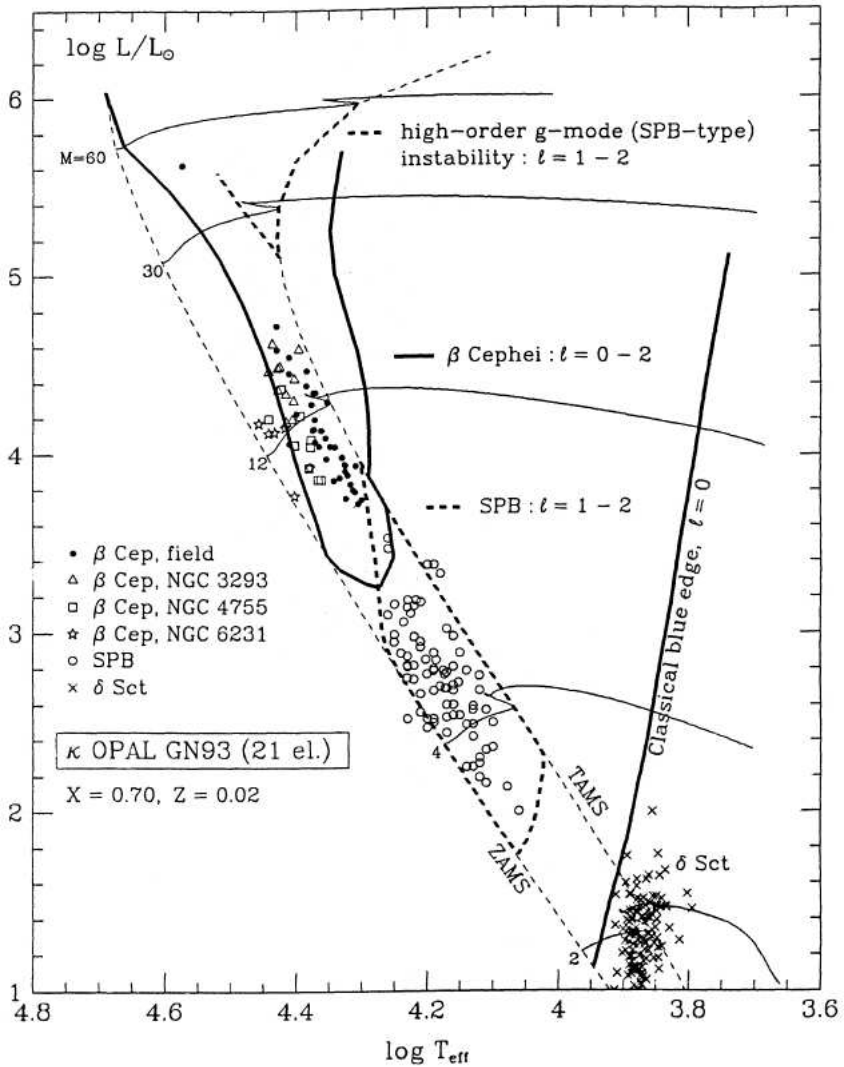 log L/L⊙
6
5
4
3
2
1
M=60
30
12
4
2
high-order g-mode (SPB-type)
instability : ℓ = 1 - 2
β Cephei : ℓ = 0 - 2
SPB : ℓ = 1 - 2
Classical blue edge, ℓ = 0
β Cep, field
β Cep, NGC 3293
β Cep, NGC 4755
β Cep, NGC 6231
SPB
δ Sct
κ OPAL GN93 (21 el.)
X = 0.70, Z = 0.02
TAMS
ZAMS
δ Sct
4.8
4.6
4.4
4.2
4
3.8
3.6
log Teff